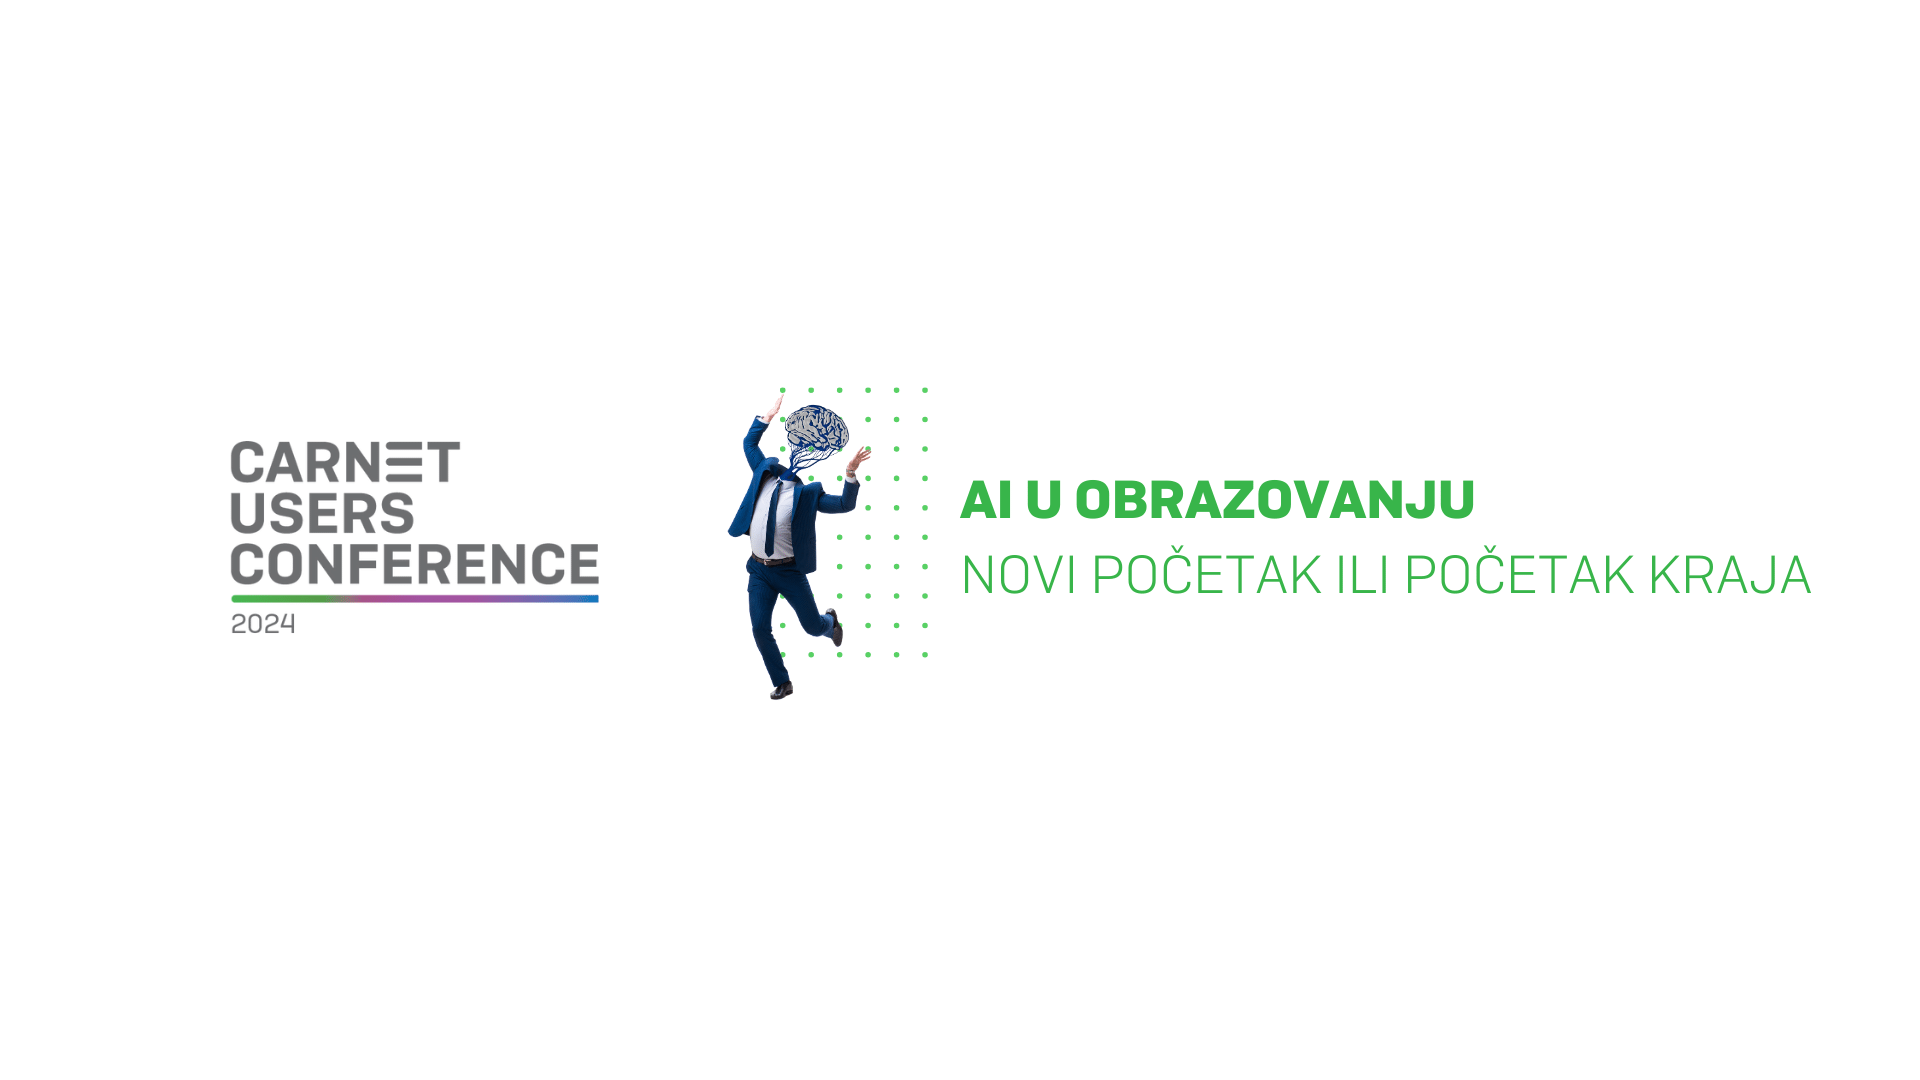 CARNET
USERS
CONFERENCE
2024
AI U OBRAZOVANJU
NOVI POČETAK ILI POČETAK KRAJA